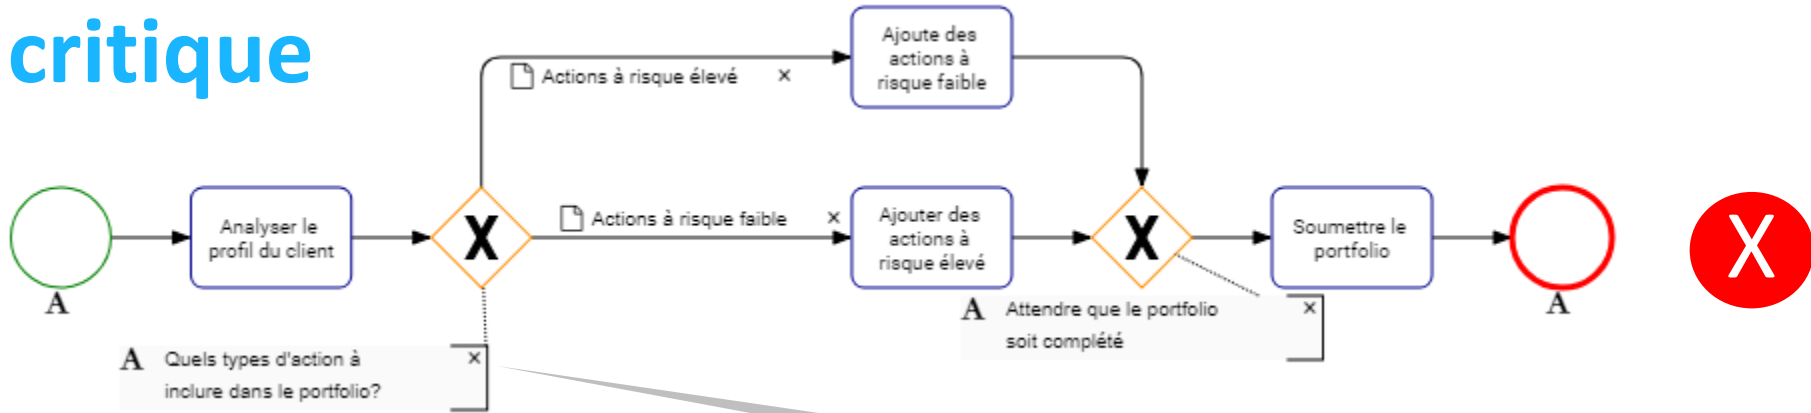 critique
Ajoute des
actions à
risque faible
Actions à risque élevé x
Analyser le
profil du client
X
Actions à risque faible x
Ajouter des
actions à
risque élevé
X
Soumettre le
portfolio
X
A
A
A Attendre que le portfolio x
soit complété
A Quels types d'action à x
inclure dans le portfolio?